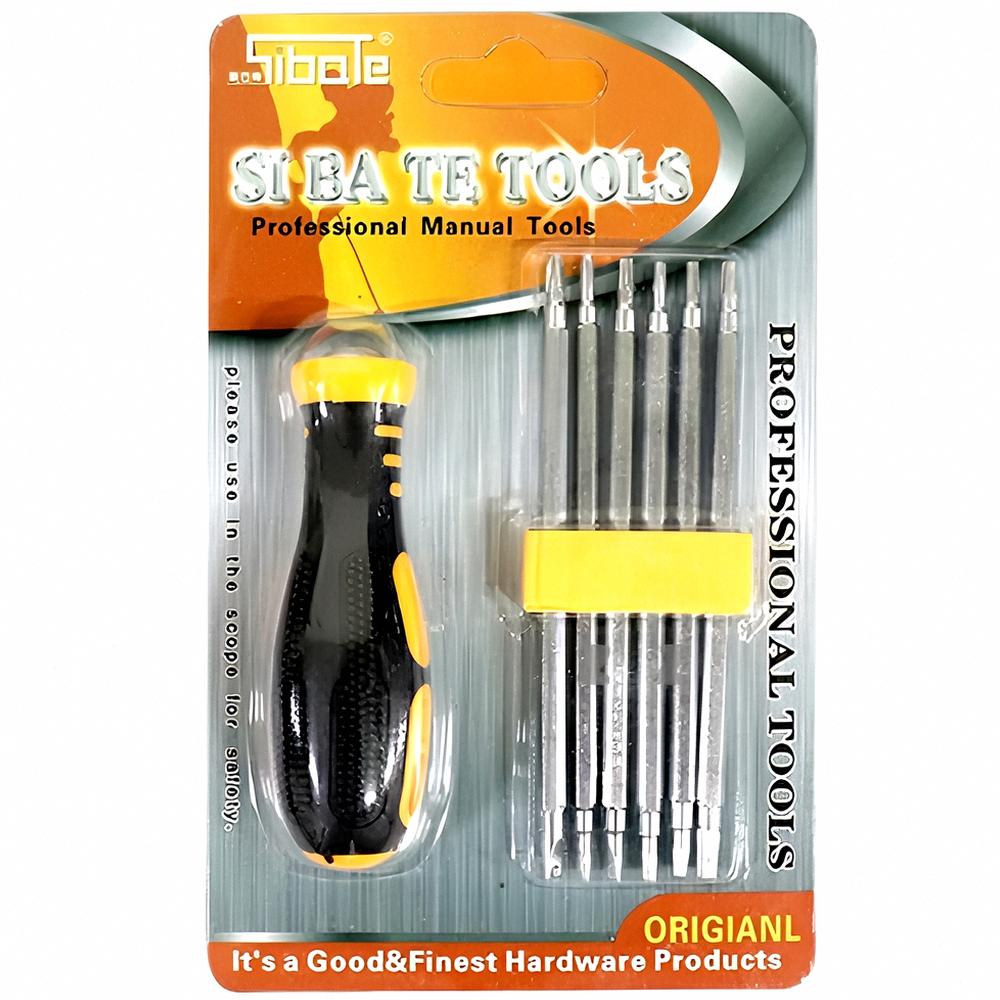 SibaTe®
SI BA TE TOOLS
Professional Manual Tools
please use in the scope for safety.
PROFESSIONAL TOOLS
ORIGIANL
It's a Good&Finest Hardware Products